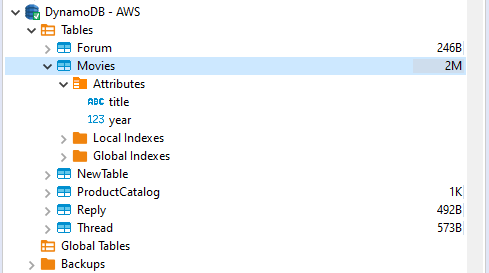 DynamoDB - AWS
Tables
Forum 246B
Movies 2M
Attributes
ABC title
123 year
Local Indexes
Global Indexes
NewTable
ProductCatalog 1K
Reply 492B
Thread 573B
Global Tables
Backups